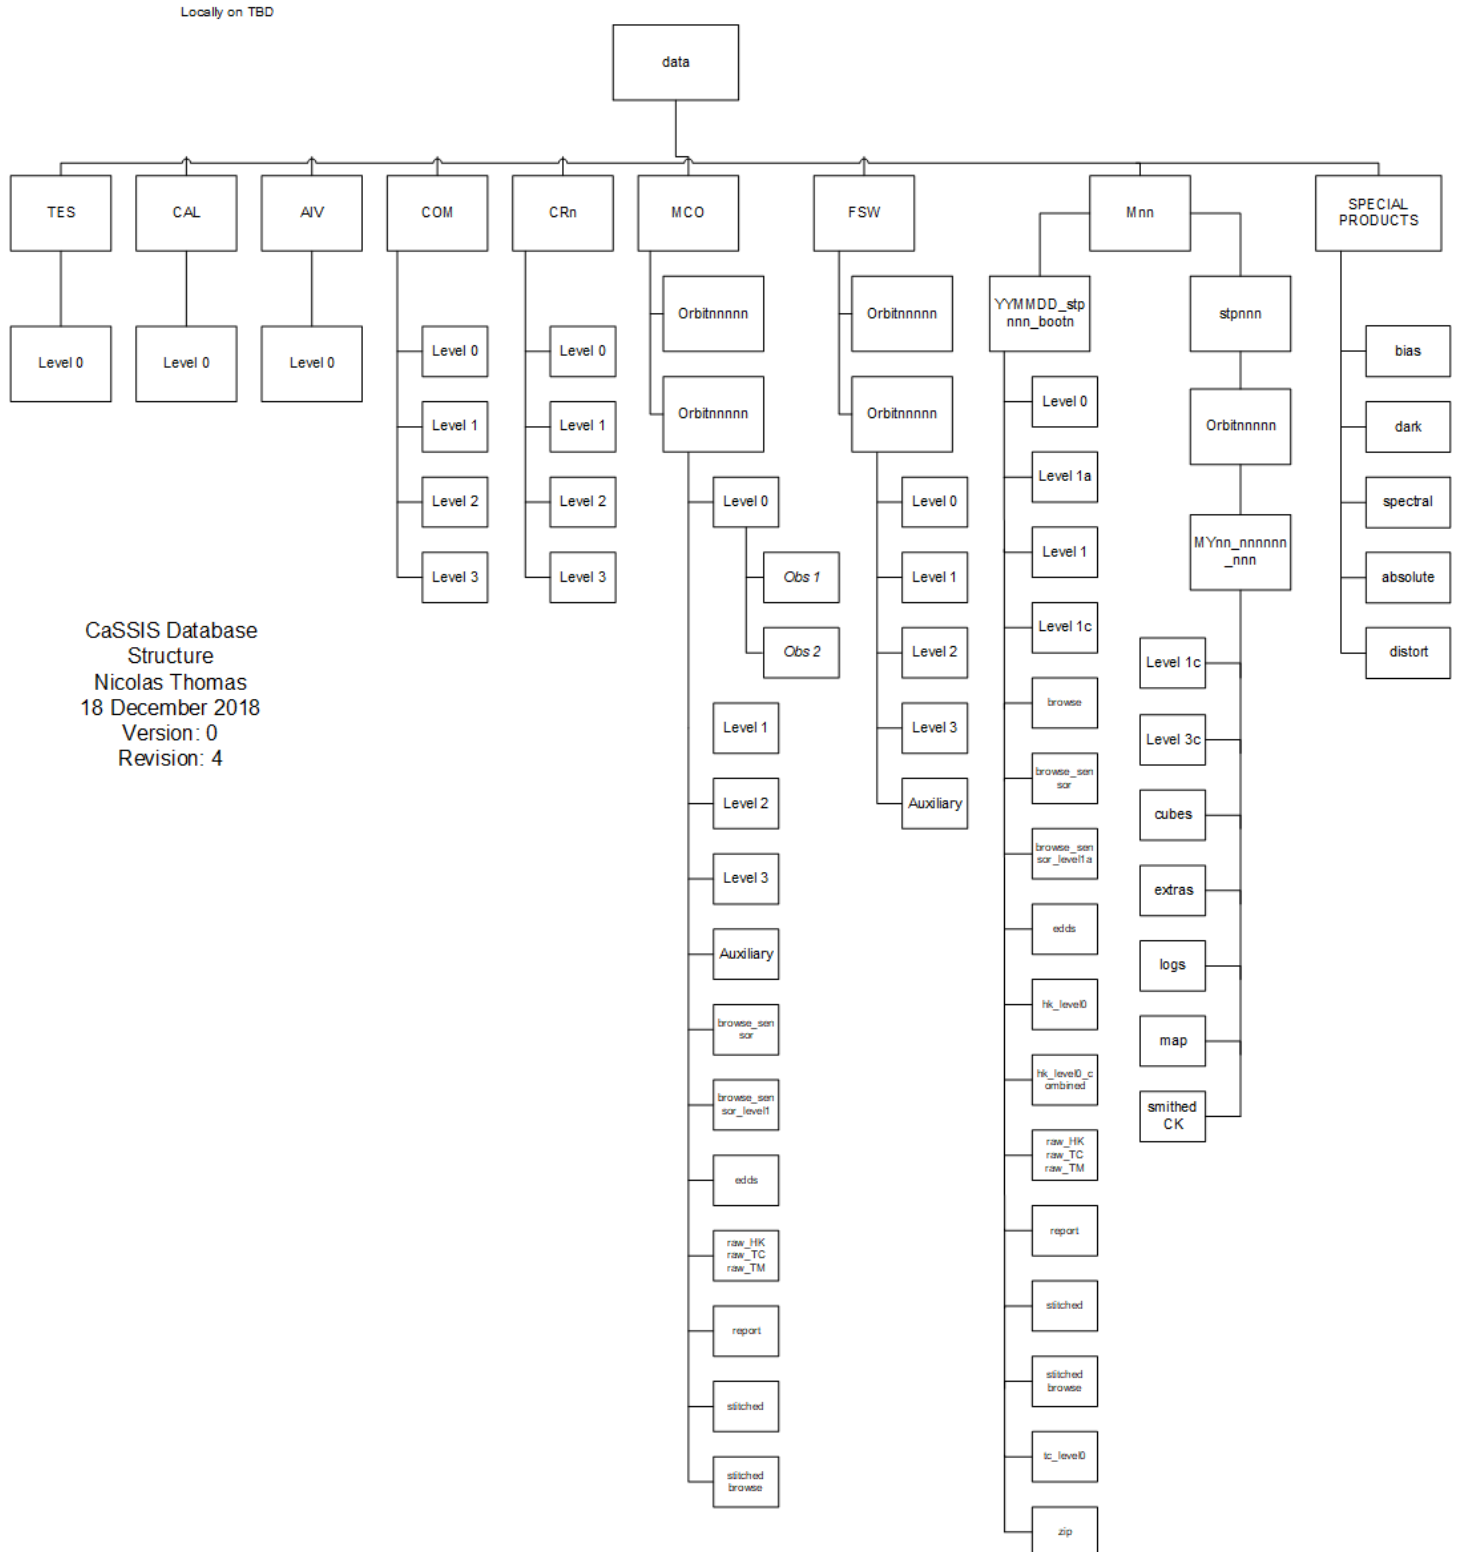 Locally on TBD
data
TES
CAL
AIV
COM
CRn
MCO
FSW
Mnn
SPECIAL
PRODUCTS
Level 0
Level 0
Level 0
Level 0
Level 1
Level 2
Level 3
Level 0
Level 1
Level 2
Level 3
Orbitnnnnn
Orbitnnnnn
Level 0
Obs 1
Obs 2
Level 1
Level 2
Level 3
Auxiliary
browse_sen
sor
browse_sen
sor_level1
edds
raw_HK
raw_TC
raw_TM
report
stitched
stitched
browse
Orbitnnnnn
Orbitnnnnn
Level 0
Level 1
Level 2
Level 3
Auxiliary
YYMMDD_stp
nnn_bootn
Level 0
Level 1a
Level 1
Level 1c
browse
browse_sen
sor
browse_sen
sor_level1a
edds
hk_level0
hk_level0_c
ombined
raw_HK
raw_TC
raw_TM
report
stitched
stitched
browse
tc_level0
zip
stpnnn
Orbitnnnnn
MYnn_nnnnnn
_nnn
Level 1c
Level 3c
cubes
extras
logs
map
smithed
CK
bias
dark
spectral
absolute
distort
CaSSIS Database
Structure
Nicolas Thomas
18 December 2018
Version: 0
Revision: 4